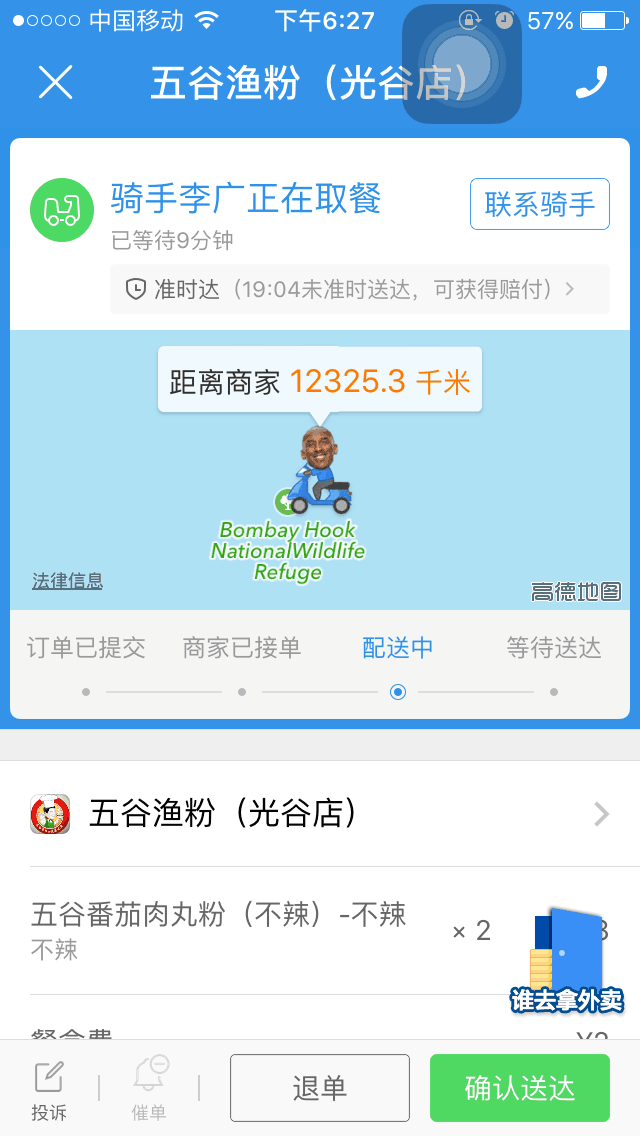 中国移动 下午6:27 57%
五谷渔粉（光谷店）
骑手李广正在取餐
联系骑手
已等待9分钟
准时达（19:04未准时送达，可获得赔付）
距离商家 12325.3 千米
Bombay Hook
NationalWildlife
Refuge
法律信息
高德地图
订单已提交 商家已接单 配送中 等待送达
五谷渔粉（光谷店）
五谷番茄肉丸粉（不辣）-不辣
× 2
不辣
谁去拿外卖
投诉 催单 退单 确认送达